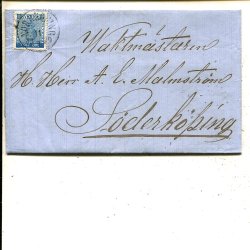 Waktmästaren
H. Herr A. E. Malmström
Söderköping